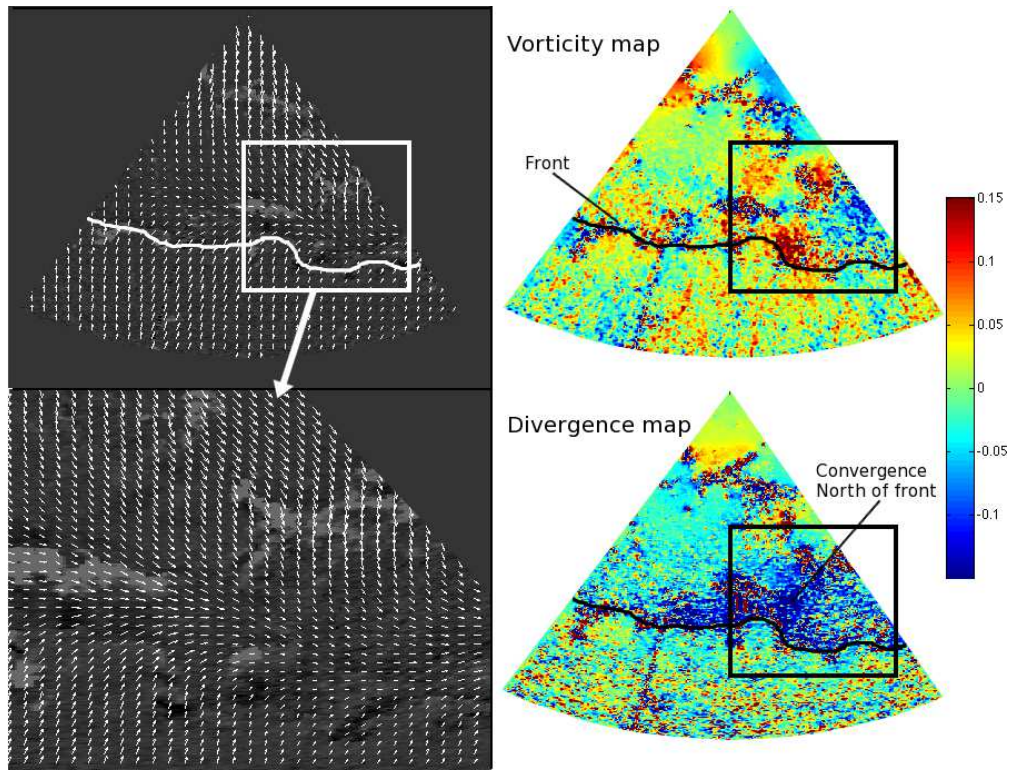 Vorticity map
Front
0.15
0.1
0.05
0
-0.05
-0.1
Divergence map
Convergence
North of front